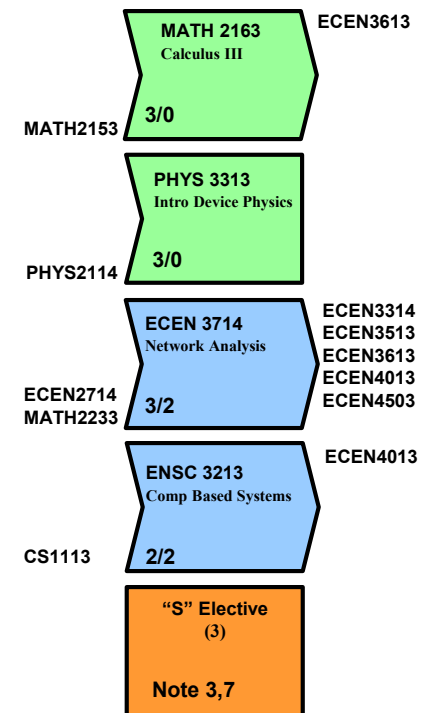 MATH 2163
Calculus III
ECEN3613
3/0
MATH2153
PHYS 3313
Intro Device Physics
3/0
PHYS2114
ECEN 3714
Network Analysis
ECEN3314
ECEN3513
ECEN3613
ECEN4013
ECEN4503
ECEN2714
MATH2233
3/2
ENSC 3213
Comp Based Systems
ECEN4013
CS1113
2/2
“S” Elective
(3)
Note 3,7